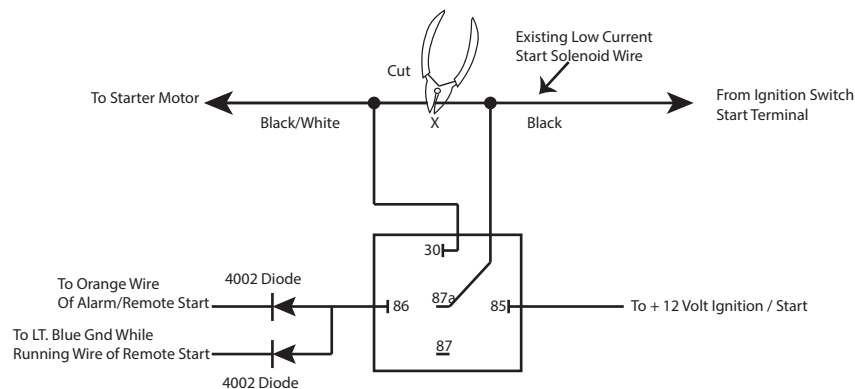 Existing Low Current
Start Solenoid Wire
Cut
To Starter Motor
From Ignition Switch
Start Terminal
Black/White
X
Black
30
To Orange Wire
Of Alarm/Remote Start
4002 Diode
86
87a
85
To + 12 Volt Ignition / Start
To LT. Blue Gnd While
Running Wire of Remote Start
87
4002 Diode